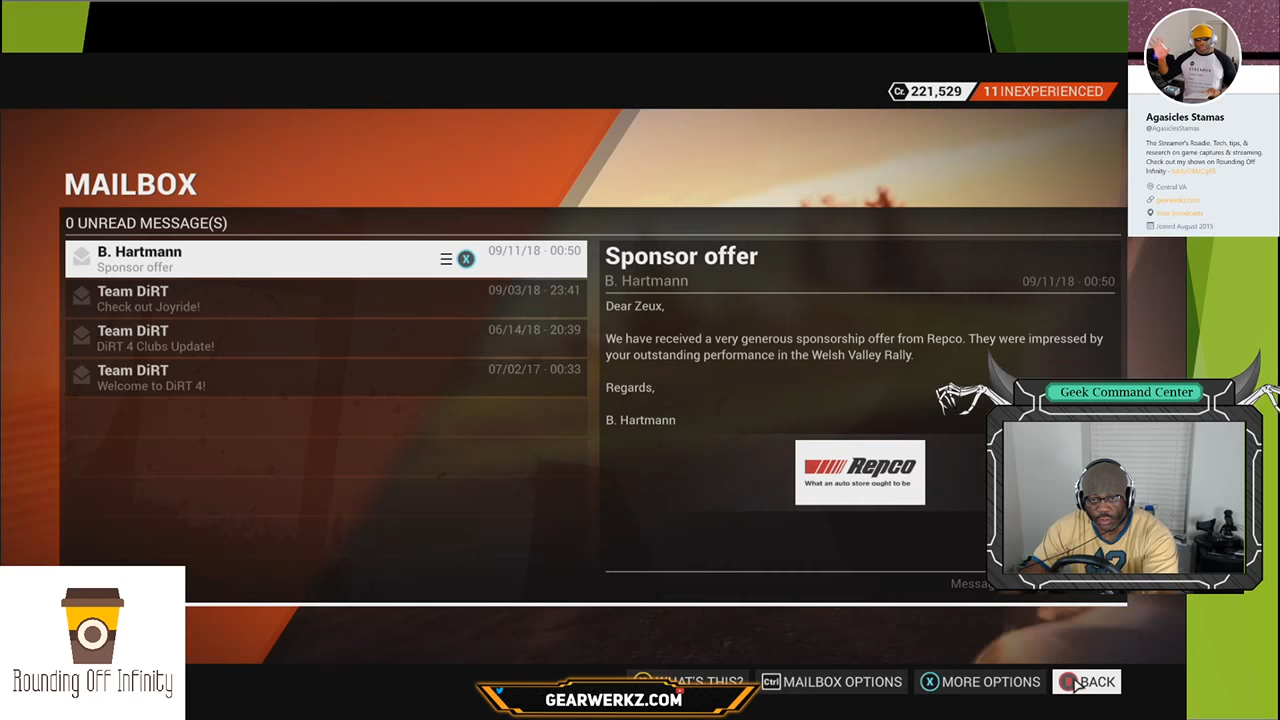 Cr. 221,529
11 INEXPERIENCED
MAILBOX
0 UNREAD MESSAGE(S)
B. Hartmann
09/11/18 - 00:50
Sponsor offer
X
Team DiRT
09/03/18 - 23:41
Check out Joyride!
Team DiRT
06/14/18 - 20:39
DiRT 4 Clubs Update!
Team DiRT
07/02/17 - 00:33
Welcome to DiRT 4!
Sponsor offer
B. Hartmann
09/11/18 - 00:50
Dear Zeux,
We have received a very generous sponsorship offer from Repco. They were impressed by
your outstanding performance in the Welsh Valley Rally.
Regards,
B. Hartmann
Repco
What an auto store ought to be
WHAT'S THIS?
Ctrl MAILBOX OPTIONS
X MORE OPTIONS
BACK
Agasicles Stamas
@AgasiclesStamas
The Streamer's Roadie. Tech, tips, &
research on game captures & streaming.
Check out my shows on Rounding Off
Infinity -
Central VA
gearwerkz.com
Joined August 2015
Geek Command Center
Rounding Off Infinity
GEARWERKZ.COM